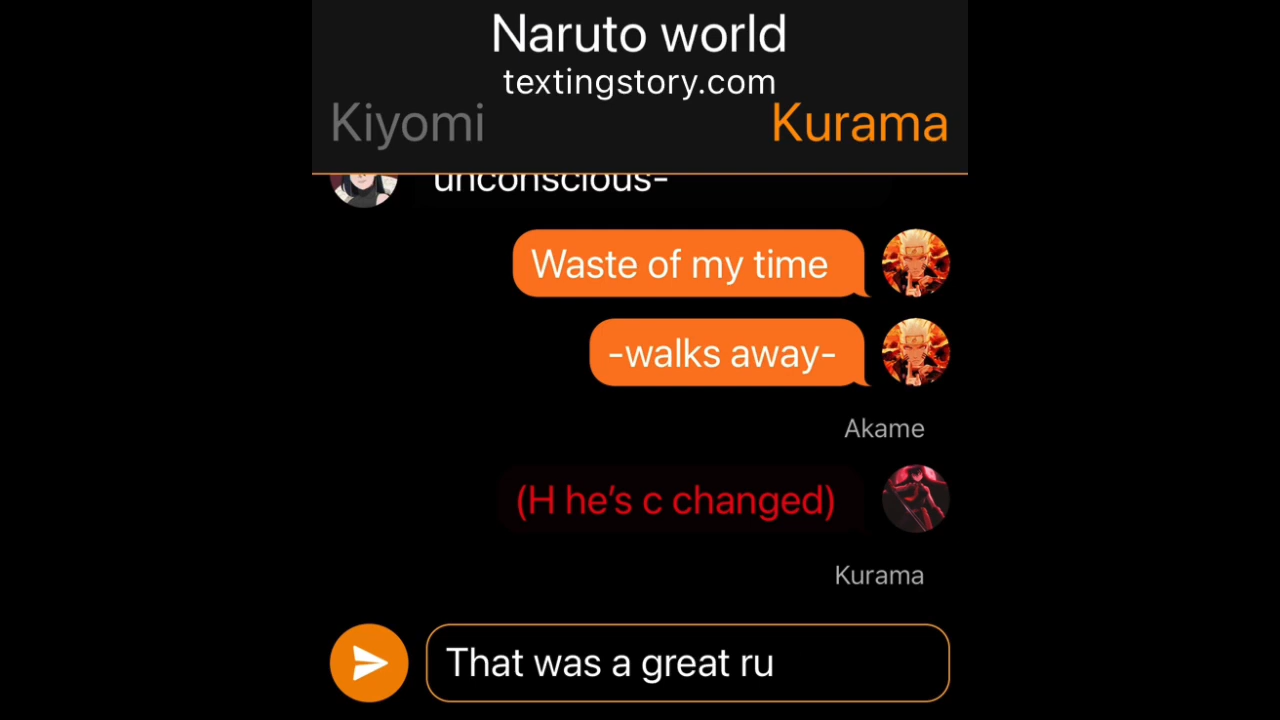 Naruto world
textingstory.com
Kiyomi
Kurama
unconscious-
Waste of my time
-walks away-
Akame
(H he’s c changed)
Kurama
That was a great ru